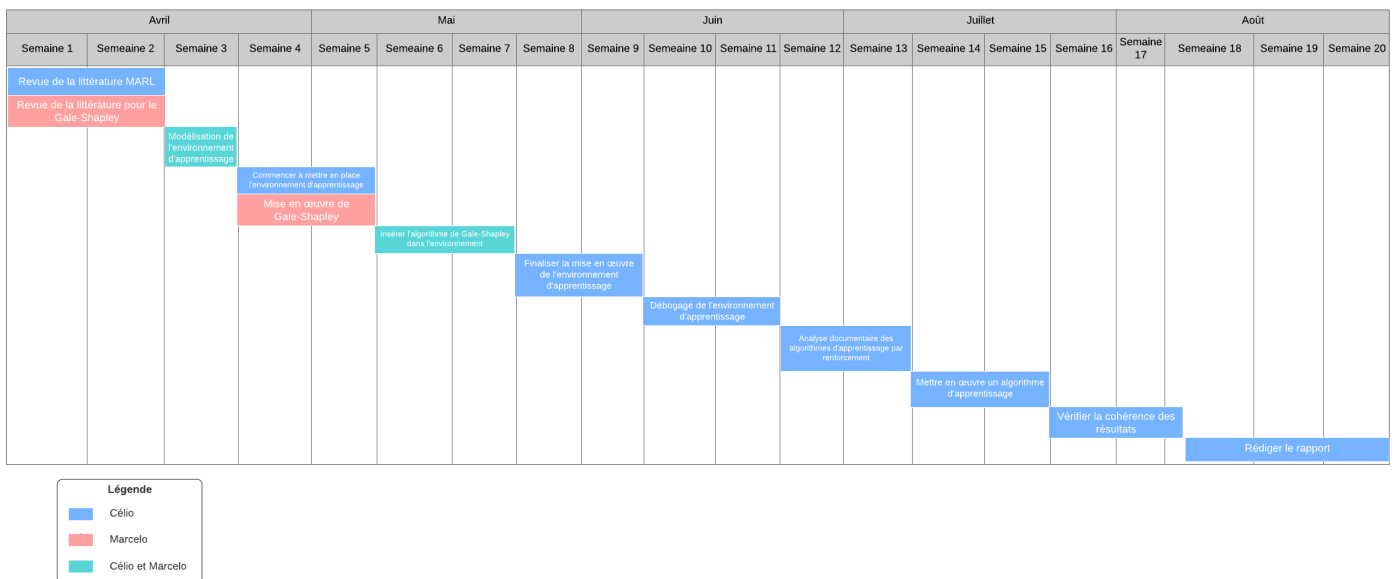 Avril
Mai
Juin
Juillet
Août
Semaine 1
Semeaine 2
Semaine 3
Semaine 4
Semaine 5
Semeaine 6
Semaine 7
Semaine 8
Semaine 9
Semeaine 10
Semaine 11
Semaine 12
Semaine 13
Semeaine 14
Semaine 15
Semaine 16
Semaine
17
Semeaine 18
Semaine 19
Semaine 20
Revue de la littérature MARL
Revue de la littérature pour le
Gale-Shapley
Modélisation de
l'environnement
d'apprentissage
Commencer à mettre en place
l'environnement d'apprentissage
Mise en œuvre de
Gale-Shapley
Insérer l'algorithme de Gale-Shapley
dans l'environnement
Finaliser la mise en œuvre
de l'environnement
d'apprentissage
Débogage de l'environnement
d'apprentissage
Analyse documentaire des
algorithmes d'apprentissage par
renforcement
Mettre en œuvre un algorithme
d'apprentissage
Vérifier la cohérence des
résultats
Rédiger le rapport
Légende
Célio
Marcelo
Célio et Marcelo